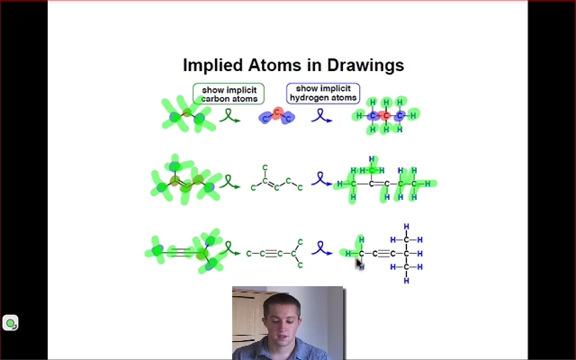 Implied Atoms in Drawings
show implicit
carbon atoms
show implicit
hydrogen atoms
C C C
H H H
H C C C H
H H H
C
C C C C C
H
H C H
H H H H
H C C C C C H
H H H
C
C C C C C
C
H
H H C H
H C C C C H
H H C H
H